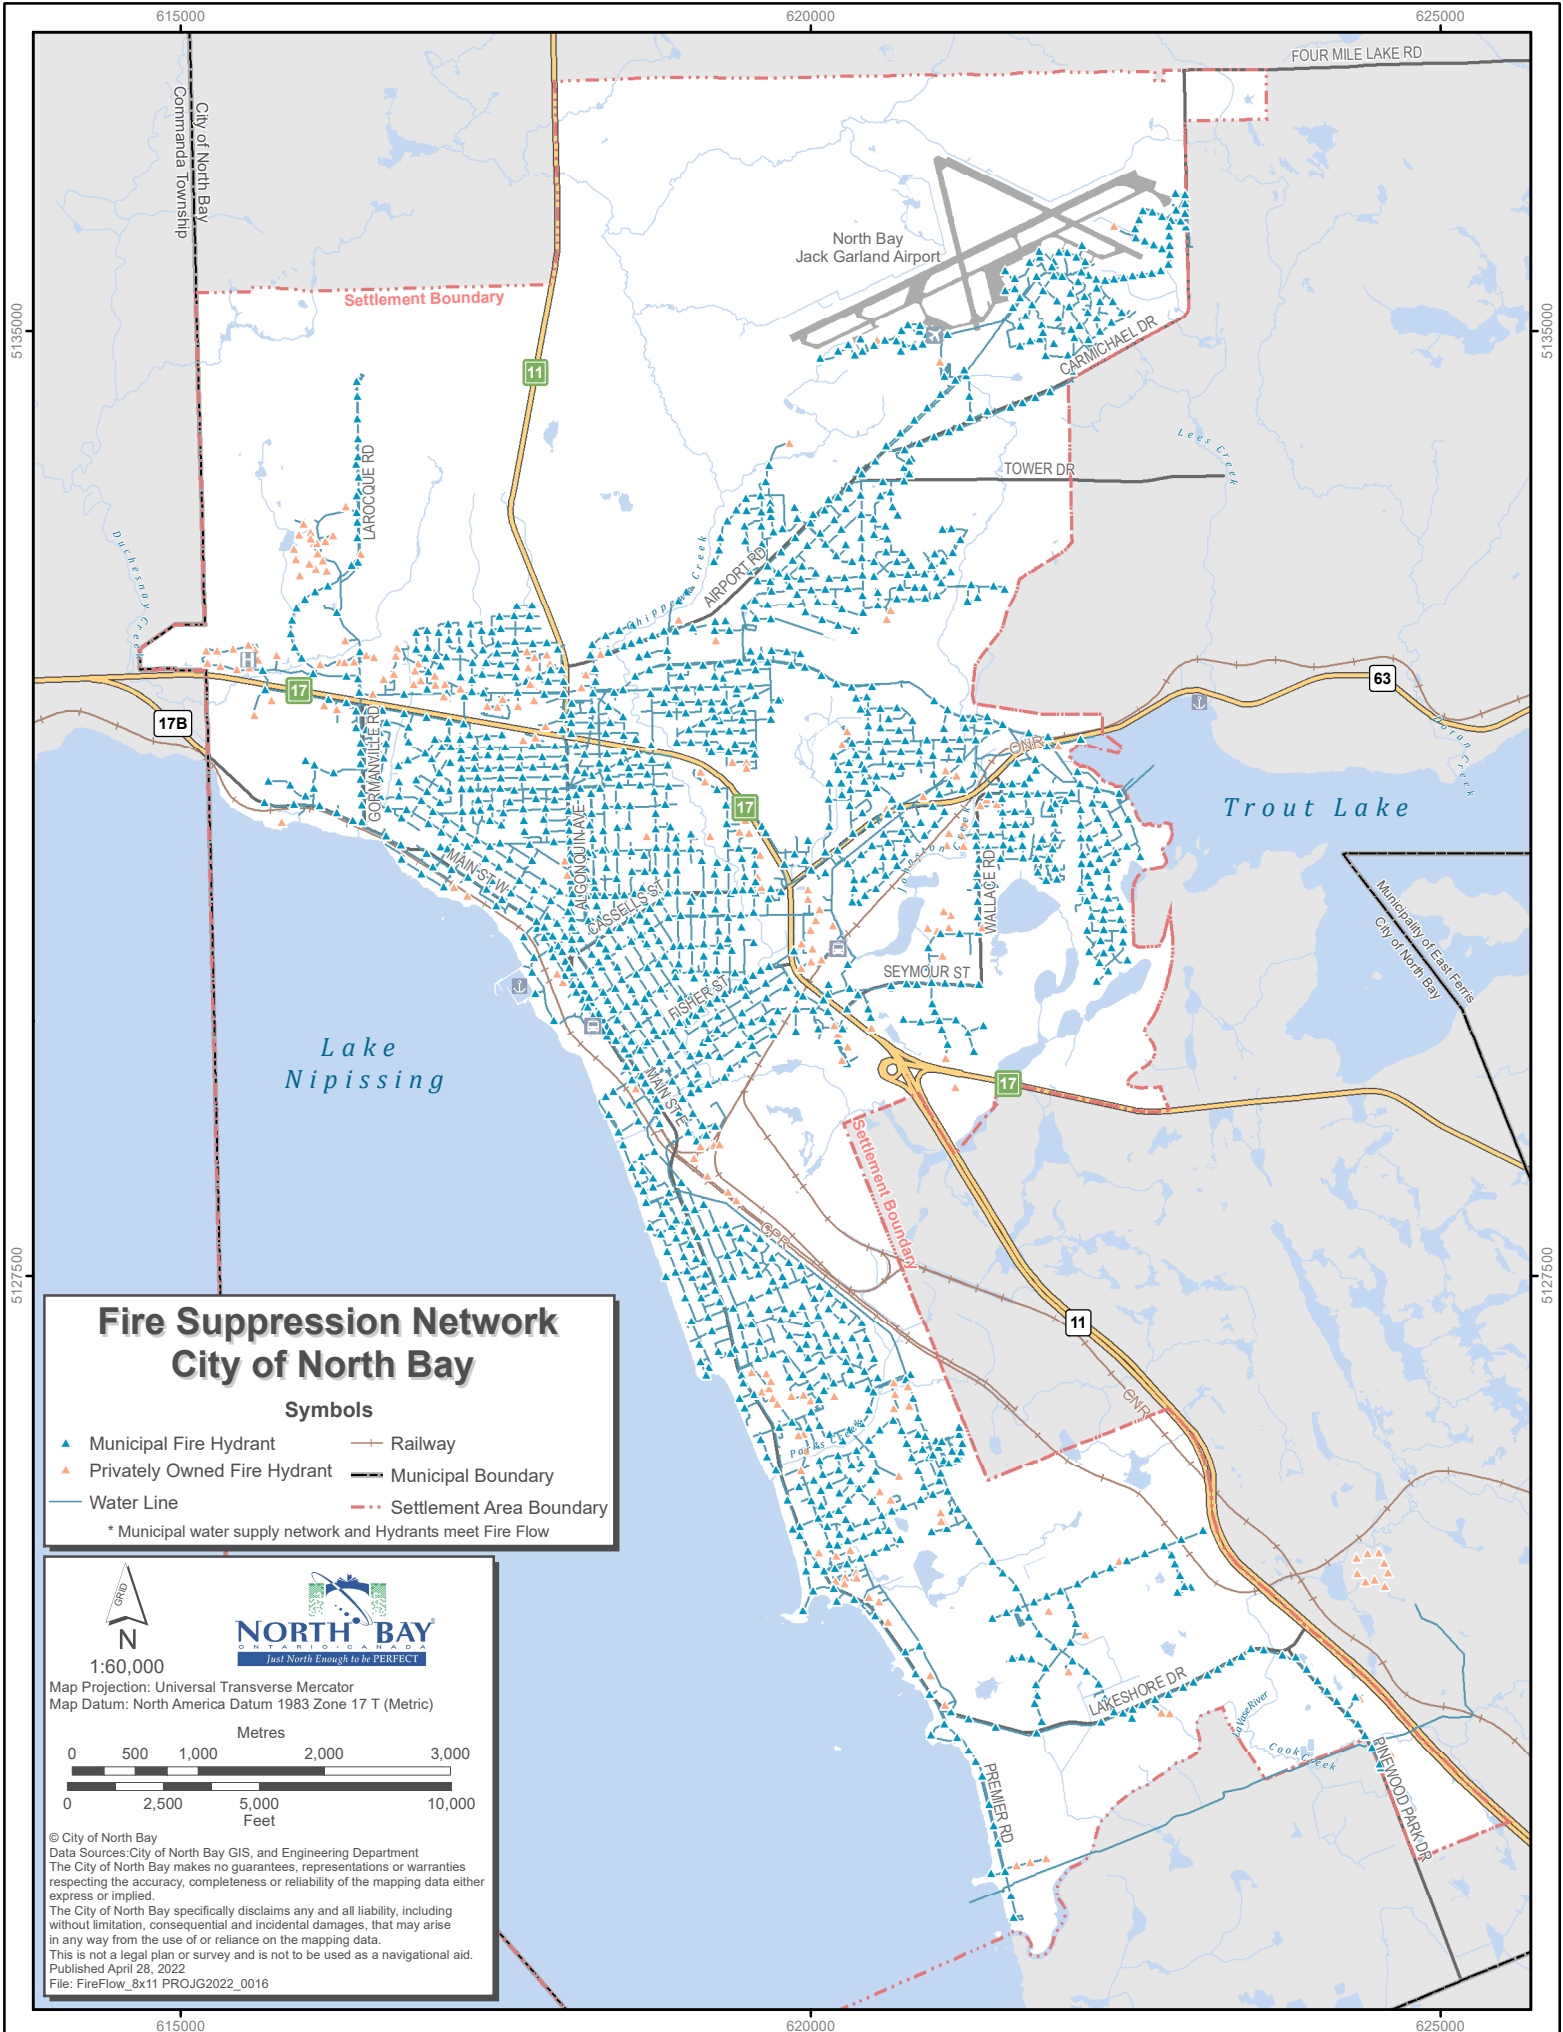 615000
620000
625000
FOUR MILE LAKE RD
City of North Bay
Commanda Township
North Bay
Jack Garland Airport
Settlement Boundary
5135000
5135000
11
CARMICHAEL DR
Lees Creek
TOWER DR
LAROCQUE RD
Duchesnay Creek
Chippewa Creek
AIRPORT RD
H
17
63
17B
GORMANVILLE RD
ONR
Doran Creek
17
Trout Lake
ALGONQUIN AVE
MAIN ST W
Johnston Creek
WALLACE RD
CASSELLS ST
Municipality of East Ferris
City of North Bay
SEYMOUR ST
FISHER ST
Lake
Nipissing
MAIN ST E
17
Settlement Boundary
CPR
5127500
5127500
11
CNR
Parks Creek
Fire Suppression Network
City of North Bay
Symbols
Municipal Fire Hydrant
Railway
Privately Owned Fire Hydrant
Municipal Boundary
Water Line
Settlement Area Boundary
* Municipal water supply network and Hydrants meet Fire Flow
GRID
N
1:60,000
NORTH BAY
ONTARIO · CANADA
Just North Enough to be PERFECT
Map Projection: Universal Transverse Mercator
Map Datum: North America Datum 1983 Zone 17 T (Metric)
Metres
0 500 1,000 2,000 3,000
0 2,500 5,000 10,000
Feet
LAKESHORE DR
LaVase River
Cook Creek
PINEWOOD PARK DR
PREMIER RD
© City of North Bay
Data Sources:City of North Bay GIS, and Engineering Department
The City of North Bay makes no guarantees, representations or warranties
respecting the accuracy, completeness or reliability of the mapping data either
express or implied.
The City of North Bay specifically disclaims any and all liability, including
without limitation, consequential and incidental damages, that may arise
in any way from the use of or reliance on the mapping data.
This is not a legal plan or survey and is not to be used as a navigational aid.
Published April 28, 2022
File: FireFlow_8x11 PROJG2022_0016
615000
620000
625000